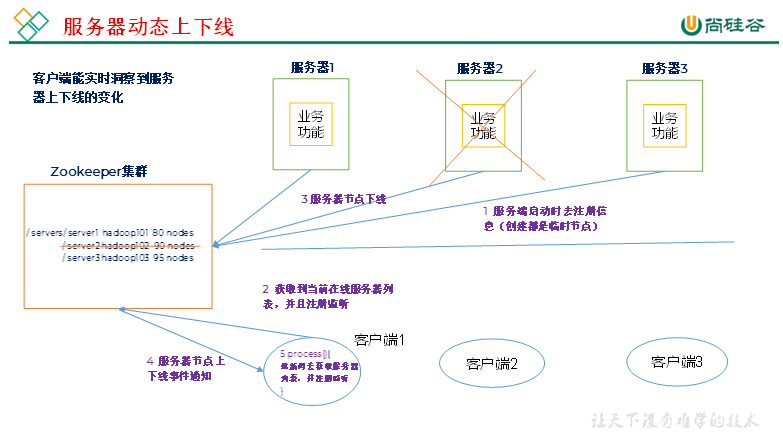 服务器动态上下线
尚硅谷
客户端能实时洞察到服务
器上下线的变化
服务器1
服务器2
服务器3
业务
功能
业务
功能
业务
功能
Zookeeper集群
3 服务器节点下线
1 服务端启动时去注册信
息（创建都是临时节点）
/servers/server1 hadoop101 80 nodes
/server2 hadoop102 90 nodes
/server3 hadoop103 95 nodes
2 获取到当前在线服务器列
表，并且注册监听
客户端1
4 服务器节点上
下线事件通知
5 process(){
重新再去获取服务器
列表，并注册监听
}
客户端2
客户端3
让天下没有难学的技术